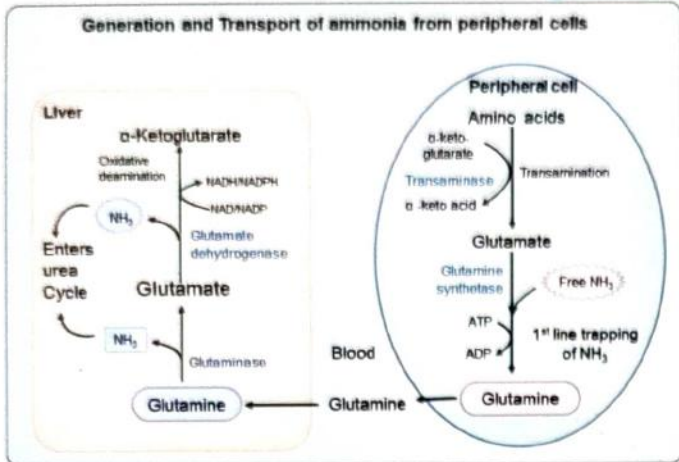 Generation and Transport of ammonia from peripheral cells
Liver
α-Ketoglutarate
Oxidative
deamination
NADH/NADPH
NAD/NADP
NH₃
Glutamate
dehydrogenase
Enters
urea
Cycle
Glutamate
NH₃
Glutaminase
Glutamine
Blood
Glutamine
Peripheral cell
Amino acids
α-keto-
glutarate
Transaminase
Transamination
α -keto acid
Glutamate
Glutamine
synthetase
Free NH₃
ATP
ADP
1st line trapping
of NH₃
Glutamine